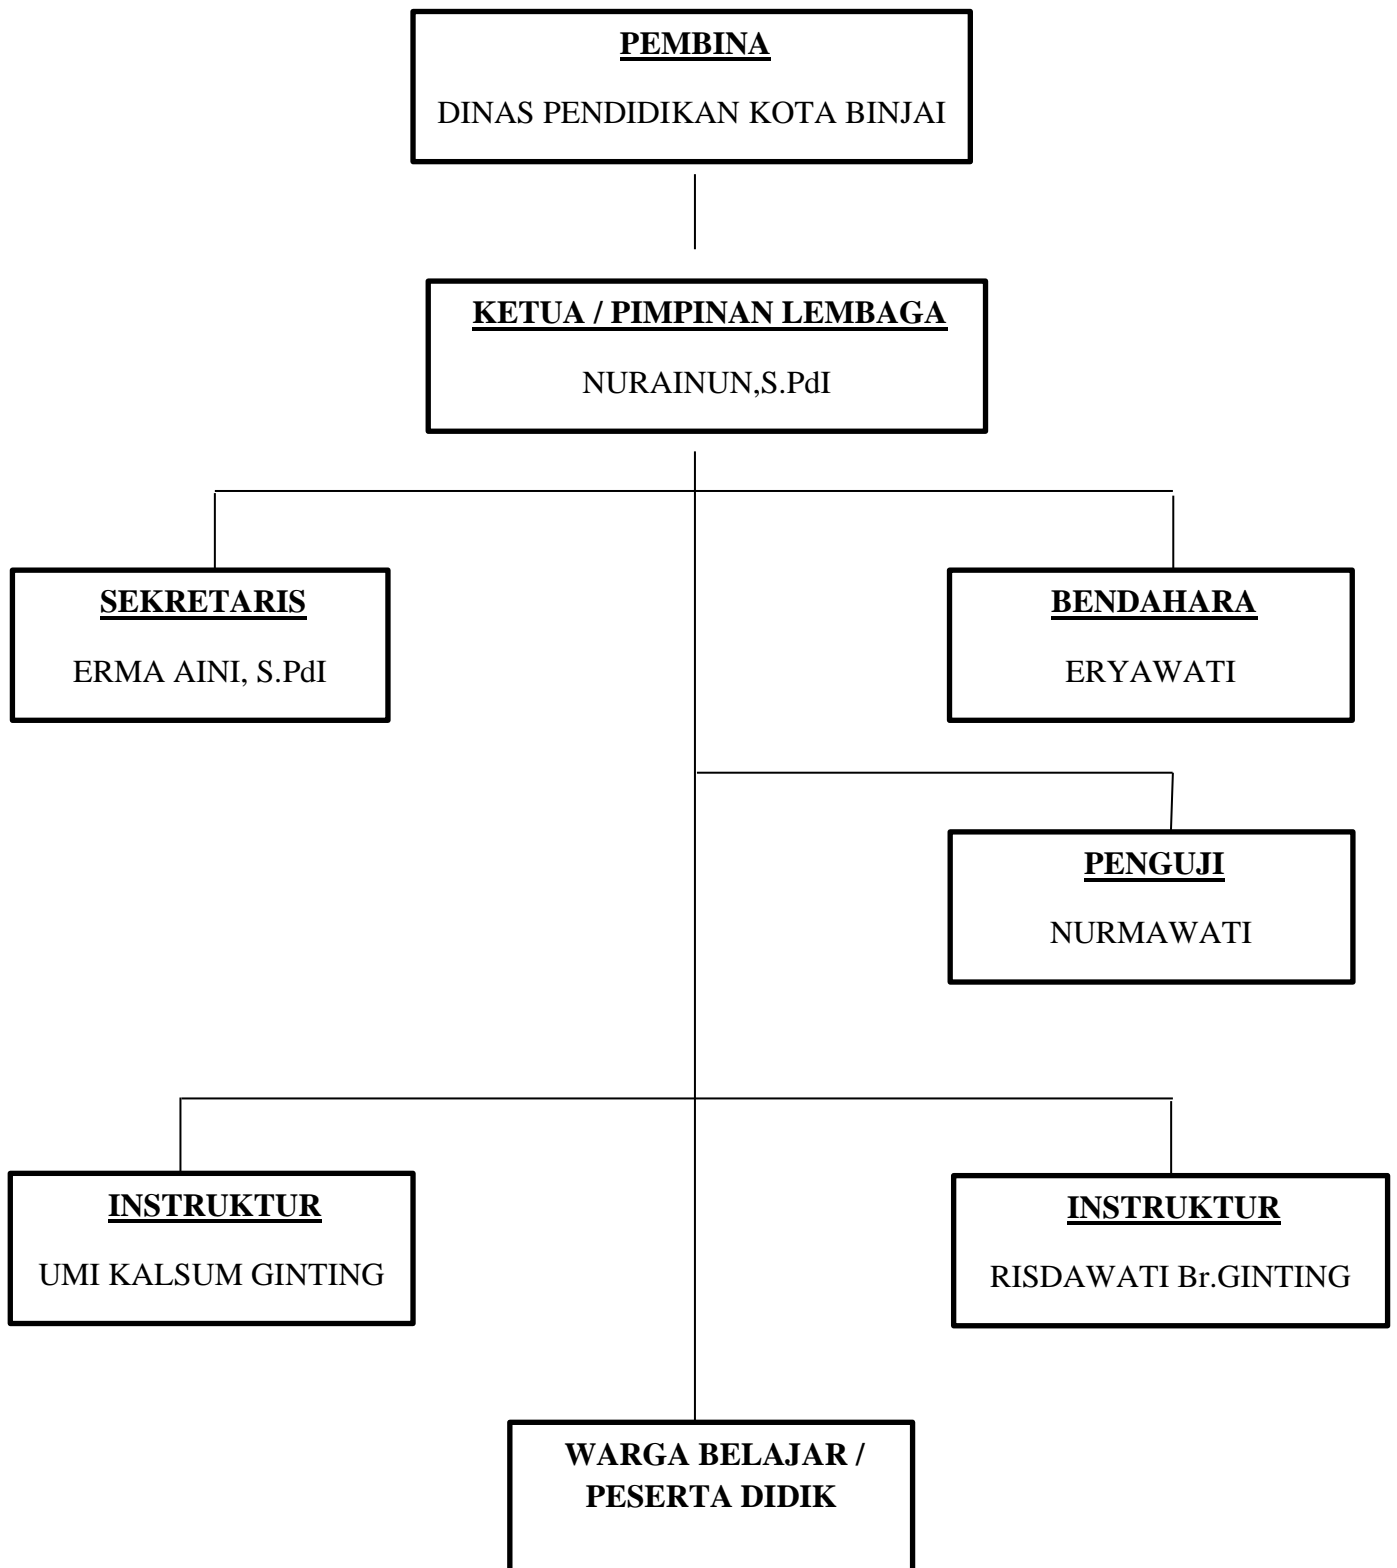 PEMBINA
DINAS PENDIDIKAN KOTA BINJAI
KETUA / PIMPINAN LEMBAGA
NURAINUN,S.PdI
SEKRETARIS
ERMA AINI, S.PdI
BENDAHARA
ERYAWATI
PENGUJI
NURMAWATI
INSTRUKTUR
UMI KALSUM GINTING
INSTRUKTUR
RISDAWATI Br.GINTING
WARGA BELAJAR /
PESERTA DIDIK